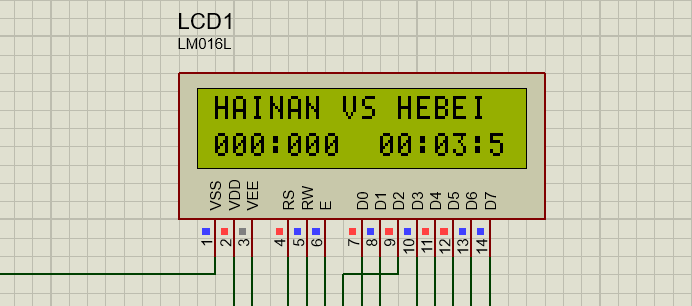 LCD1
LM016L
HAINAN VS HEBEI
000:000  00:03:5
VSS VDD VEE RS RW E D0 D1 D2 D3 D4 D5 D6 D7
1 2 3 4 5 6 7 8 9 10 11 12 13 14